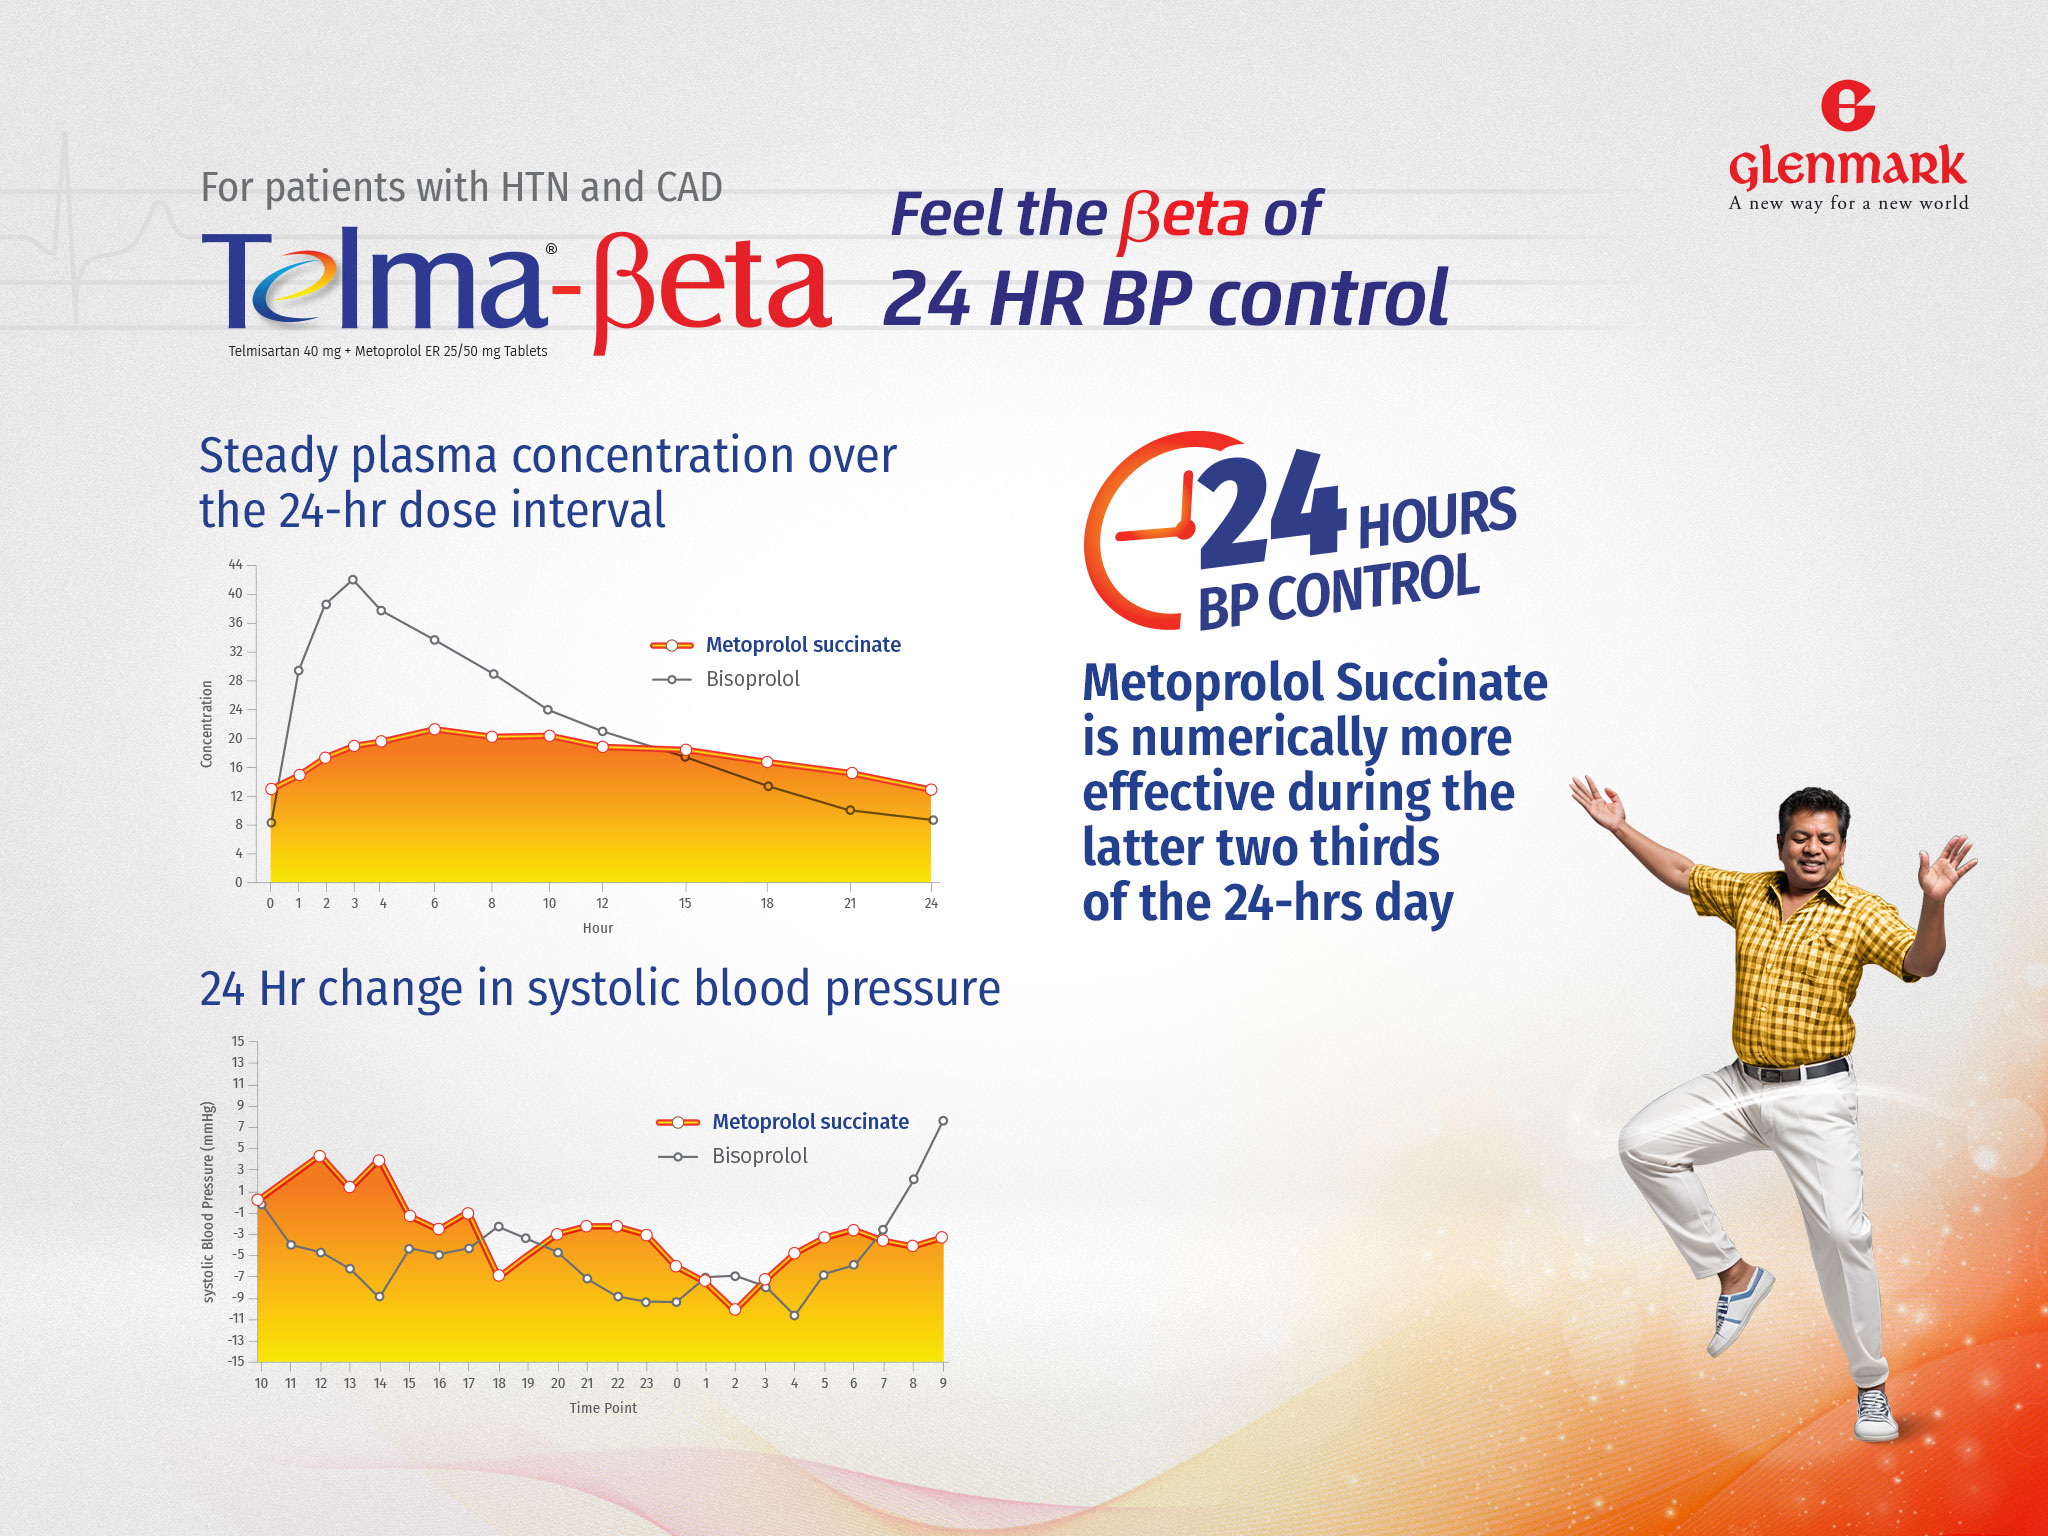 Glenmark
A new way for a new world
For patients with HTN and CAD
Telma®-βeta
Telmisartan 40 mg + Metoprolol ER 25/50 mg Tablets
Feel the βeta of
24 HR BP control
Steady plasma concentration over
the 24-hr dose interval
44
40
36
32
28
24
20
16
12
8
4
0
Concentration
Metoprolol succinate
Bisoprolol
0 1 2 3 4 6 8 10 12 15 18 21 24
Hour
24 HOURS
BP CONTROL
Metoprolol Succinate
is numerically more
effective during the
latter two thirds
of the 24-hrs day
24 Hr change in systolic blood pressure
15
13
11
9
7
5
3
1
-1
-3
-5
-7
-9
-11
-13
-15
systolic Blood Pressure (mmHg)
Metoprolol succinate
Bisoprolol
10 11 12 13 14 15 16 17 18 19 20 21 22 23 0 1 2 3 4 5 6 7 8 9
Time Point